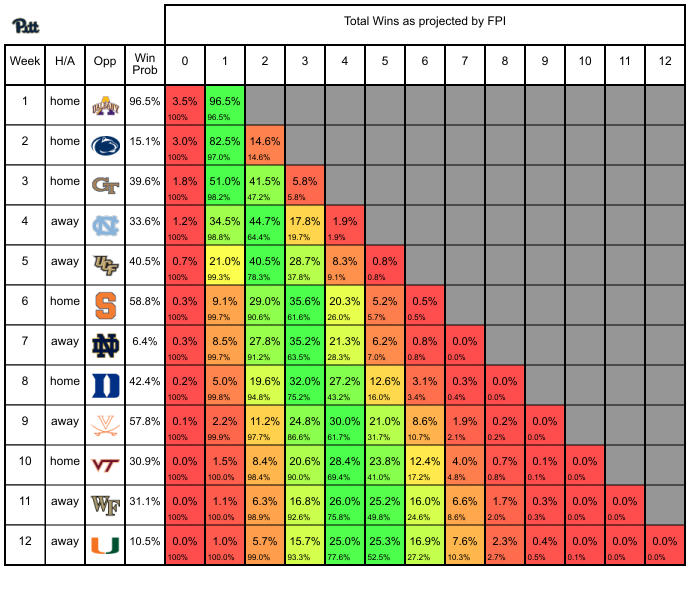 Pitt
Total Wins as projected by FPI
Week H/A Opp Win Prob 0 1 2 3 4 5 6 7 8 9 10 11 12
1 home ALBANY 96.5% 3.5% 96.5%
100% 96.5%
2 home 15.1% 3.0% 82.5% 14.6%
100% 97.0% 14.6%
3 home GT 39.6% 1.8% 51.0% 41.5% 5.8%
100% 98.2% 47.2% 5.8%
4 away NC 33.6% 1.2% 34.5% 44.7% 17.8% 1.9%
100% 98.8% 64.4% 19.7% 1.9%
5 away UCF 40.5% 0.7% 21.0% 40.5% 28.7% 8.3% 0.8%
100% 99.3% 78.3% 37.8% 9.1% 0.8%
6 home S 58.8% 0.3% 9.1% 29.0% 35.6% 20.3% 5.2% 0.5%
100% 99.7% 90.6% 61.6% 26.0% 5.7% 0.5%
7 away ND 6.4% 0.3% 8.5% 27.8% 35.2% 21.3% 6.2% 0.8% 0.0%
100% 99.7% 91.2% 63.5% 28.3% 7.0% 0.8% 0.0%
8 home D 42.4% 0.2% 5.0% 19.6% 32.0% 27.2% 12.6% 3.1% 0.3% 0.0%
100% 99.8% 94.8% 75.2% 43.2% 16.0% 3.4% 0.4% 0.0%
9 away V 57.8% 0.1% 2.2% 11.2% 24.8% 30.0% 21.0% 8.6% 1.9% 0.2% 0.0%
100% 99.9% 97.7% 86.6% 61.7% 31.7% 10.7% 2.1% 0.2% 0.0%
10 home VT 30.9% 0.0% 1.5% 8.4% 20.6% 28.4% 23.8% 12.4% 4.0% 0.7% 0.1% 0.0%
100% 100.0% 98.4% 90.0% 69.4% 41.0% 17.2% 4.8% 0.8% 0.1% 0.0%
11 away WF 31.1% 0.0% 1.1% 6.3% 16.8% 26.0% 25.2% 16.0% 6.6% 1.7% 0.3% 0.0% 0.0%
100% 100.0% 98.9% 92.6% 75.8% 49.8% 24.6% 8.6% 2.0% 0.3% 0.0% 0.0%
12 away U 10.5% 0.0% 1.0% 5.7% 15.7% 25.0% 25.3% 16.9% 7.6% 2.3% 0.4% 0.0% 0.0% 0.0%
100% 100.0% 99.0% 93.3% 77.6% 52.5% 27.2% 10.3% 2.7% 0.5% 0.1% 0.0% 0.0%